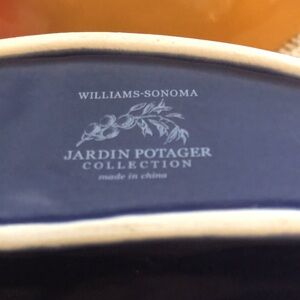 WILLIAMS-SONOMA
JARDIN POTAGER
COLLECTION
made in china